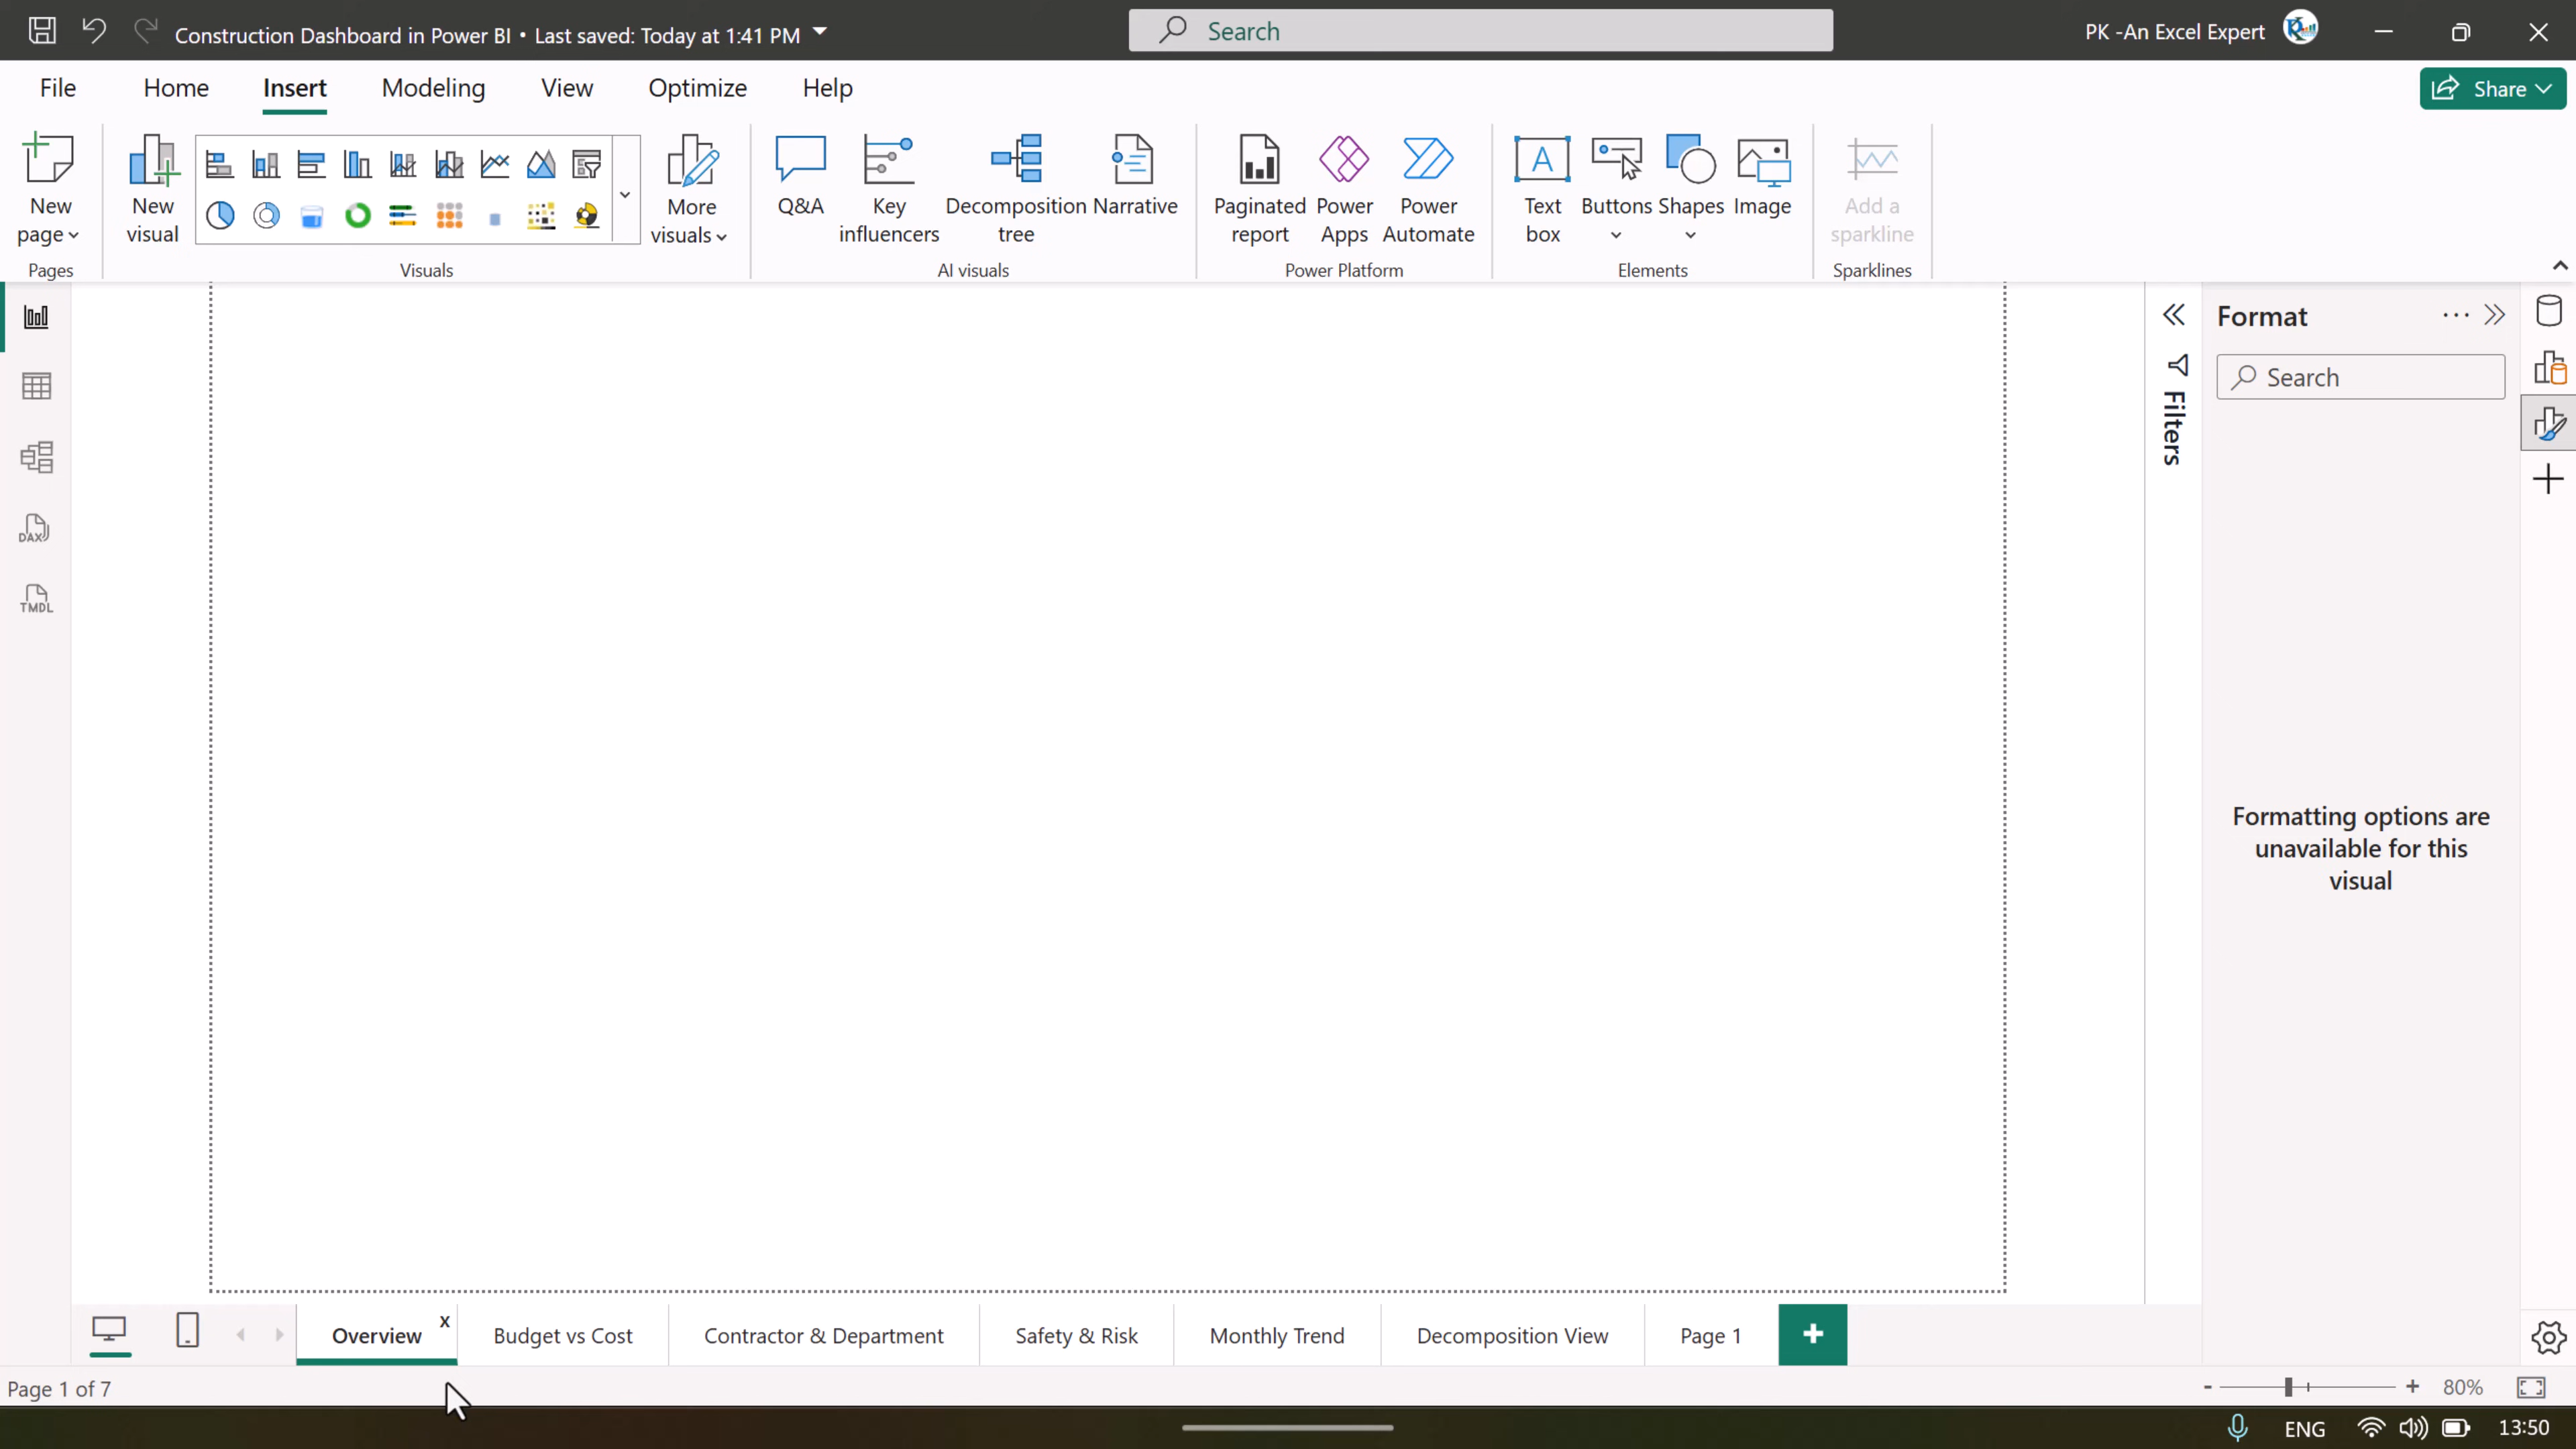 Construction Dashboard in Power BI • Last saved: Today at 1:41 PM
Search
PK -An Excel Expert
File Home Insert Modeling View Optimize Help
Share
New page
New visual
More visuals
Q&A
Key influencers
Decomposition tree
Narrative
Paginated report
Power Apps
Power Automate
Text box
Buttons
Shapes
Image
Add a sparkline
Pages
Visuals
AI visuals
Power Platform
Elements
Sparklines
DAX
TMDL
Filters
Format
Search
Formatting options are
unavailable for this
visual
Overview x
Budget vs Cost
Contractor & Department
Safety & Risk
Monthly Trend
Decomposition View
Page 1
Page 1 of 7
- + 80%
ENG 13:50